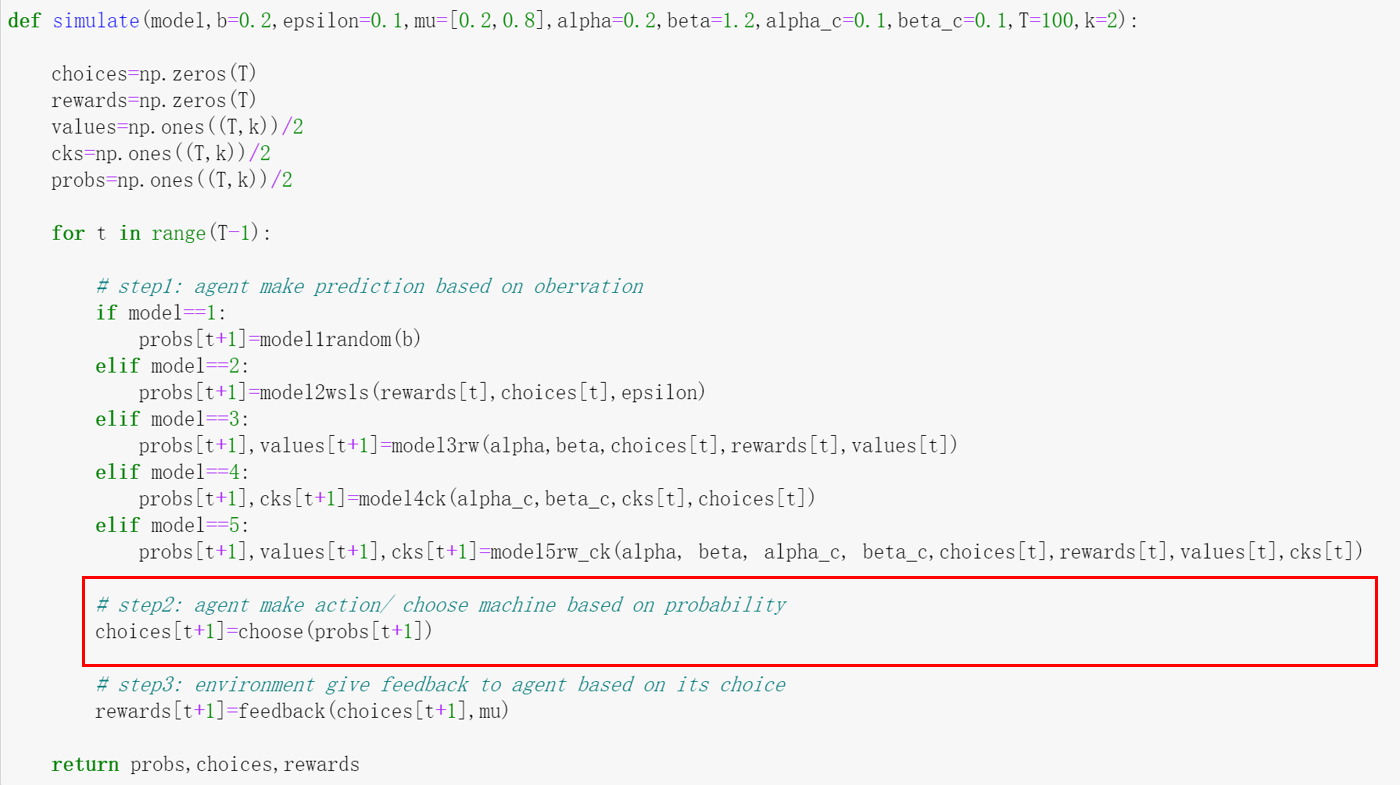 def simulate(model,b=0.2,epsilon=0.1,mu=[0.2,0.8],alpha=0.2,beta=1.2,alpha_c=0.1,beta_c=0.1,T=100,k=2):
choices=np.zeros(T)
rewards=np.zeros(T)
values=np.ones((T,k))/2
cks=np.ones((T,k))/2
probs=np.ones((T,k))/2
for t in range(T-1):
# step1: agent make prediction based on obervation
if model==1:
probs[t+1]=model1random(b)
elif model==2:
probs[t+1]=model2wsls(rewards[t],choices[t],epsilon)
elif model==3:
probs[t+1],values[t+1]=model3rw(alpha,beta,choices[t],rewards[t],values[t])
elif model==4:
probs[t+1],cks[t+1]=model4ck(alpha_c,beta_c,cks[t],choices[t])
elif model==5:
probs[t+1],values[t+1],cks[t+1]=model5rw_ck(alpha, beta, alpha_c, beta_c,choices[t],rewards[t],values[t],cks[t])
# step2: agent make action/ choose machine based on probability
choices[t+1]=choose(probs[t+1])
# step3: environment give feedback to agent based on its choice
rewards[t+1]=feedback(choices[t+1],mu)
return probs,choices,rewards